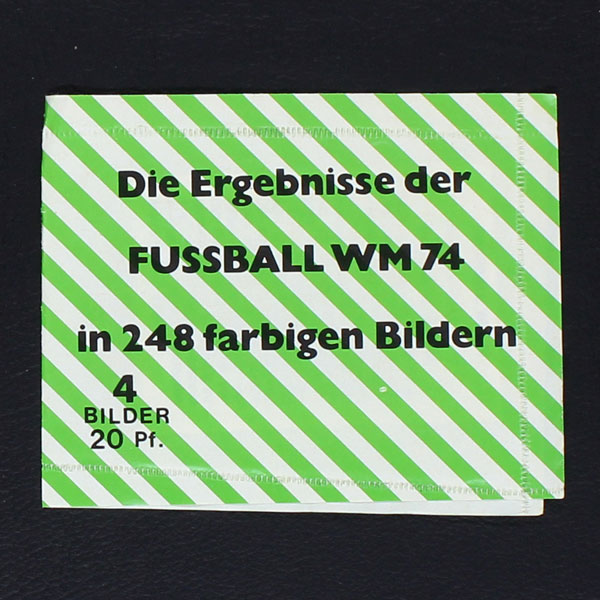 Die Ergebnisse der
FUSSBALL WM 74
in 248 farbigen Bildern
4
BILDER
20 Pf.